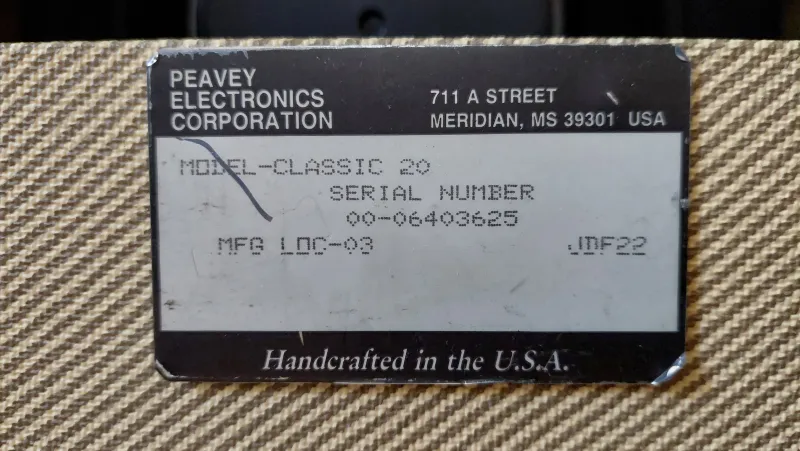 PEAVEY
ELECTRONICS
CORPORATION
711 A STREET
MERIDIAN, MS 39301 USA
MODEL-CLASSIC 20
SERIAL NUMBER
00-06403625
MFG LOC-03 JDF22
Handcrafted in the U.S.A.